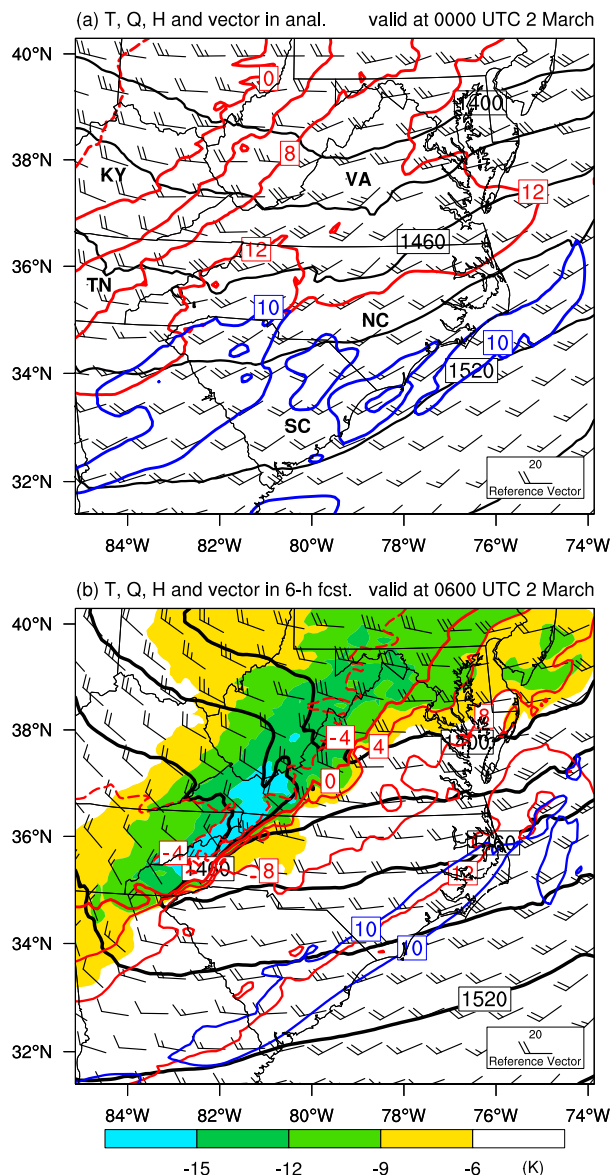 (a) T, Q, H and vector in anal. valid at 0000 UTC 2 March
40°N
0
1400
8
38°N
KY
VA
12
12
1460
36°N
TN
10
NC
10
34°N
1520
SC
20
Reference Vector
32°N
84°W 82°W 80°W 78°W 76°W 74°W
(b) T, Q, H and vector in 6-h fcst. valid at 0600 UTC 2 March
40°N
8
38°N
-4
4
0
36°N
-4
8
12
10
34°N
10
1520
20
Reference Vector
32°N
84°W 82°W 80°W 78°W 76°W 74°W
-15 -12 -9 -6 (K)